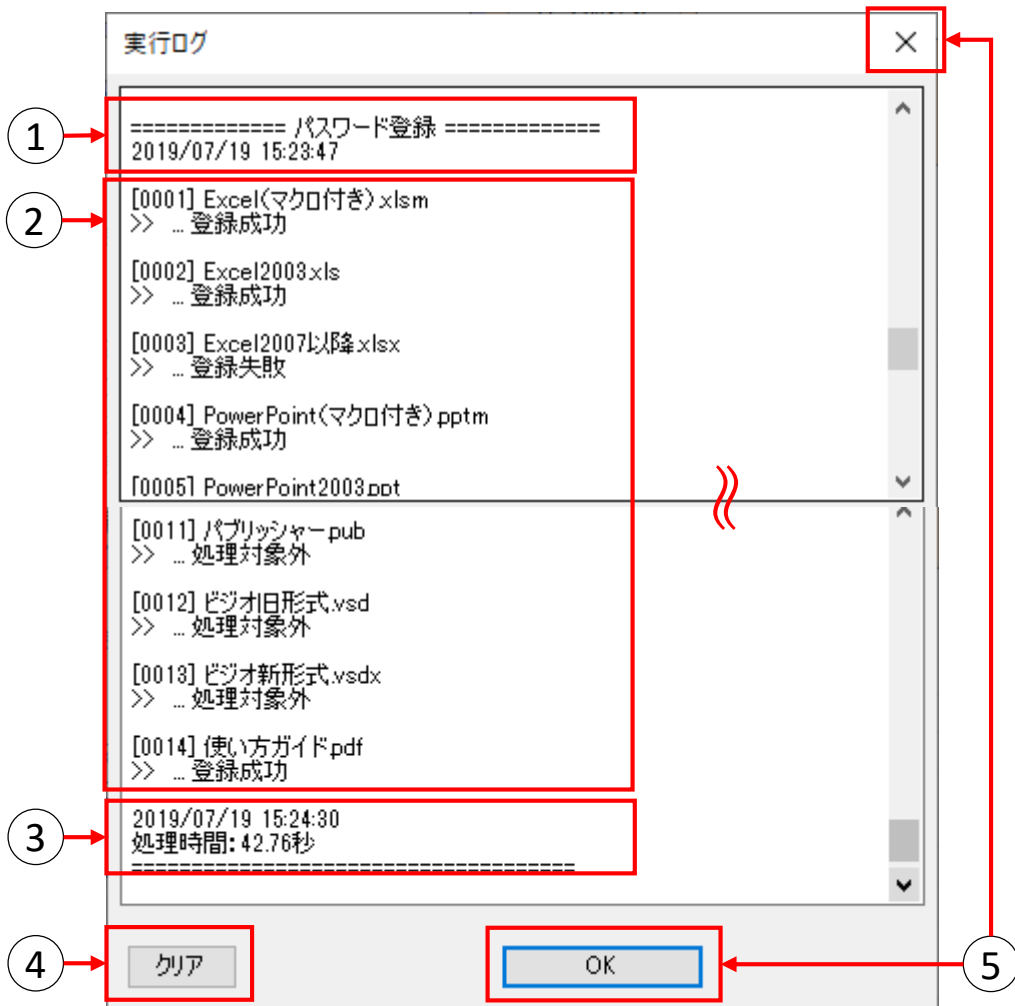 実行ログ
1
============= パスワード登録 =============
2019/07/19 15:23:47
2
[0001] Excel(マクロ付き).xlsm
>> ... 登録成功
[0002] Excel2003.xls
>> ... 登録成功
[0003] Excel2007以降.xlsx
>> ... 登録失敗
[0004] PowerPoint(マクロ付き).pptm
>> ... 登録成功
[0005] PowerPoint2003.ppt
[0011] パブリッシャー.pub
>> ... 処理対象外
[0012] ビジオ旧形式.vsd
>> ... 処理対象外
[0013] ビジオ新形式.vsdx
>> ... 処理対象外
[0014] 使い方ガイド.pdf
>> ... 登録成功
3
2019/07/19 15:24:30
処理時間: 42.76秒
=====================================
4
クリア
OK
5